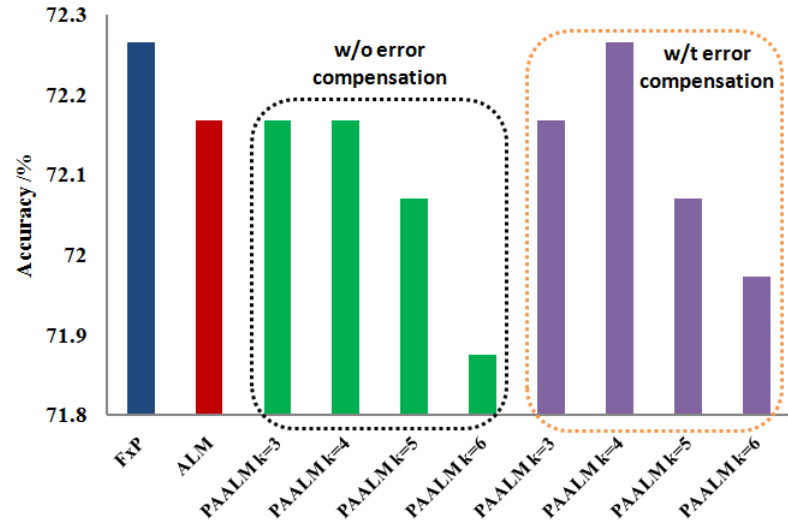 72.3
72.2
72.1
72
71.9
71.8
Accuracy /%
w/o error
compensation
w/t error
compensation
FxP
ALM
PAALM k=3
PAALM k=4
PAALM k=5
PAALM k=6
PAALM k=3
PAALM k=4
PAALM k=5
PAALM k=6